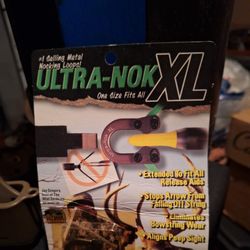 #1 Selling Metal
Nocking Loops!
ULTRA-NOK XL
One Size Fits All
• Extended To Fit All
Release Aids
• Stops Arrow From
Falling Off String
• Eliminates
Bowstring Wear
• Aligns Peep Sight